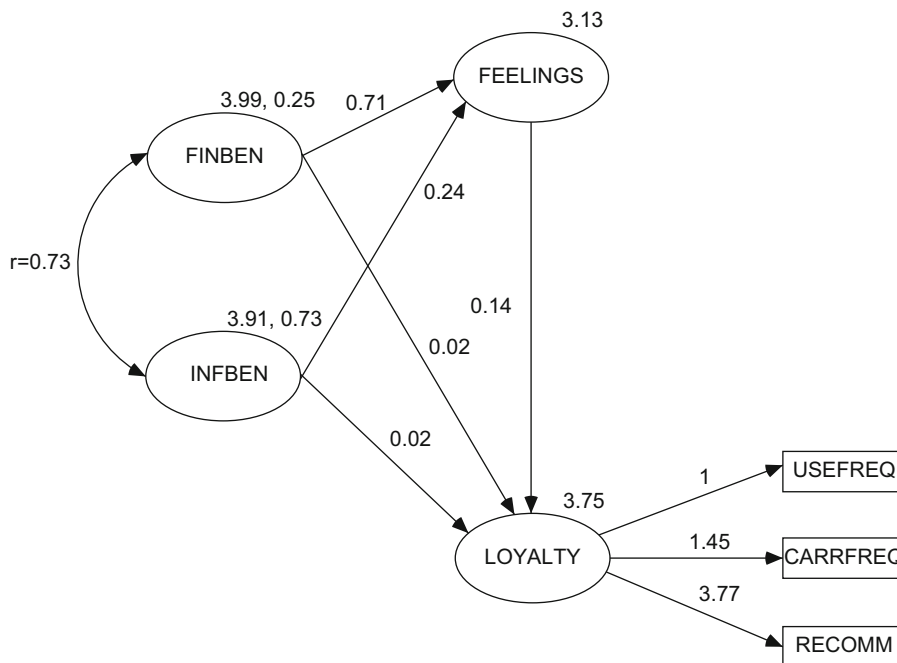 3.13
FEELINGS
3.99, 0.25
0.71
FINBEN
0.24
r=0.73
3.91, 0.73
0.14
0.02
INFBEN
0.02
USEFREQ
1
3.75
LOYALTY
1.45
CARRFREQ
3.77
RECOMM